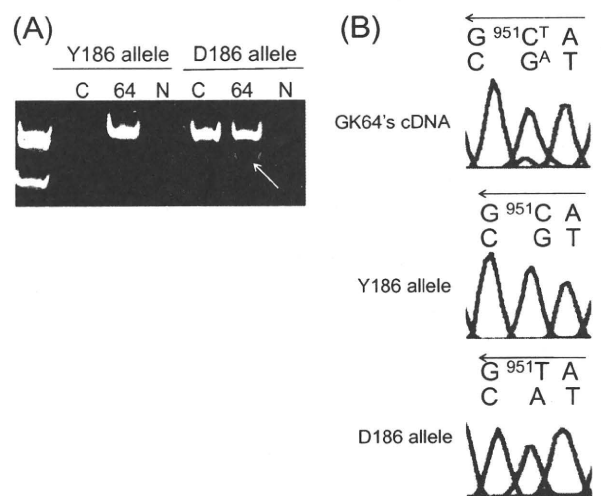 (A)
Y186 allele D186 allele
C 64 N C 64 N
(B)
G 951C T A
C G A T
GK64's cDNA
G 951C A
C G T
Y186 allele
G 951T A
C A T
D186 allele